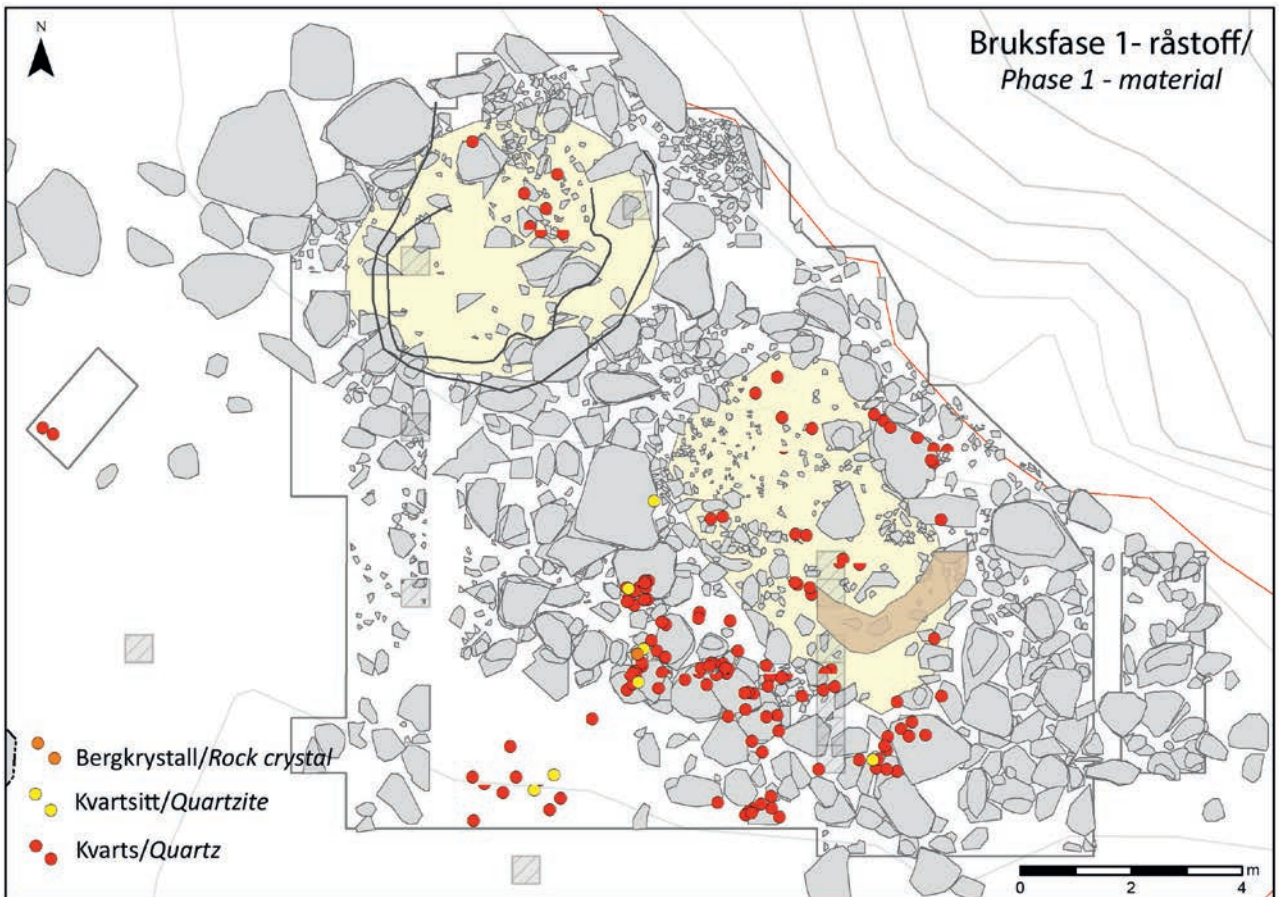 N
Bruksfase 1- råstoff/
Phase 1 - material
Bergkrystall/Rock crystal
Kvartsitt/Quartzite
Kvarts/Quartz
m
0 2 4